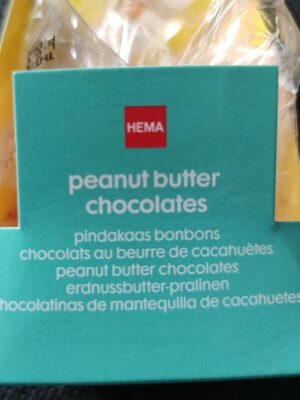 HEMA
peanut butter
chocolates
pindakaas bonbons
chocolats au beurre de cacahuètes
peanut butter chocolates
erdnussbutter-pralinen
chocolatinas de mantequilla de cacahuetes